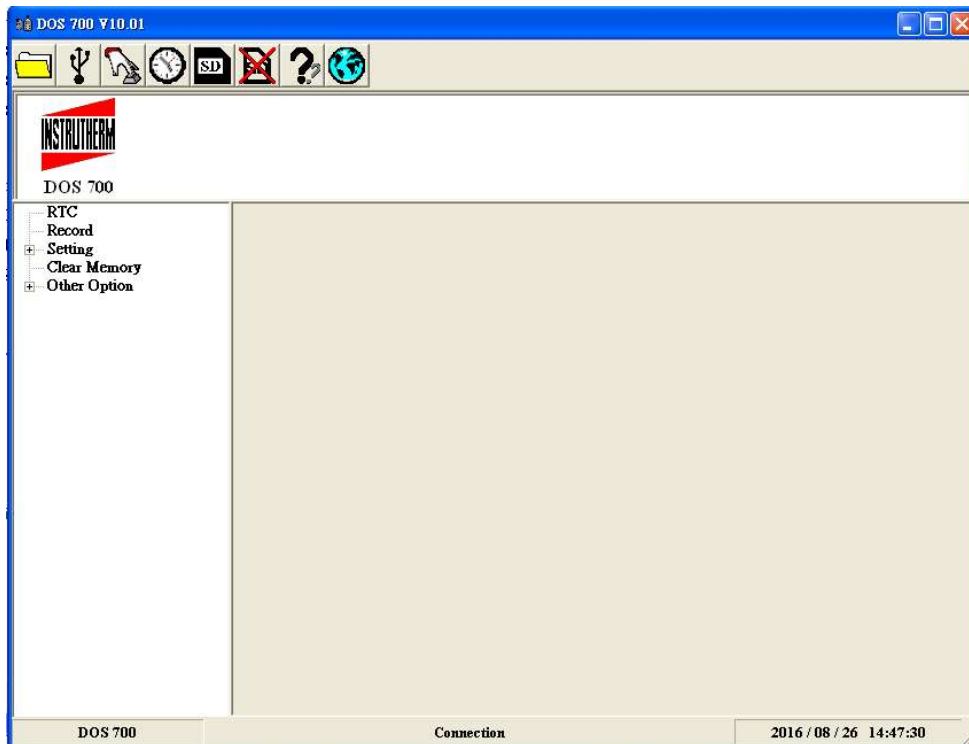 DOS 700 V10.01
SD
INSTRUTHERM
DOS 700
RTC
Record
Setting
Clear Memory
Other Option
DOS 700 Connection 2016 / 08 / 26 14:47:30